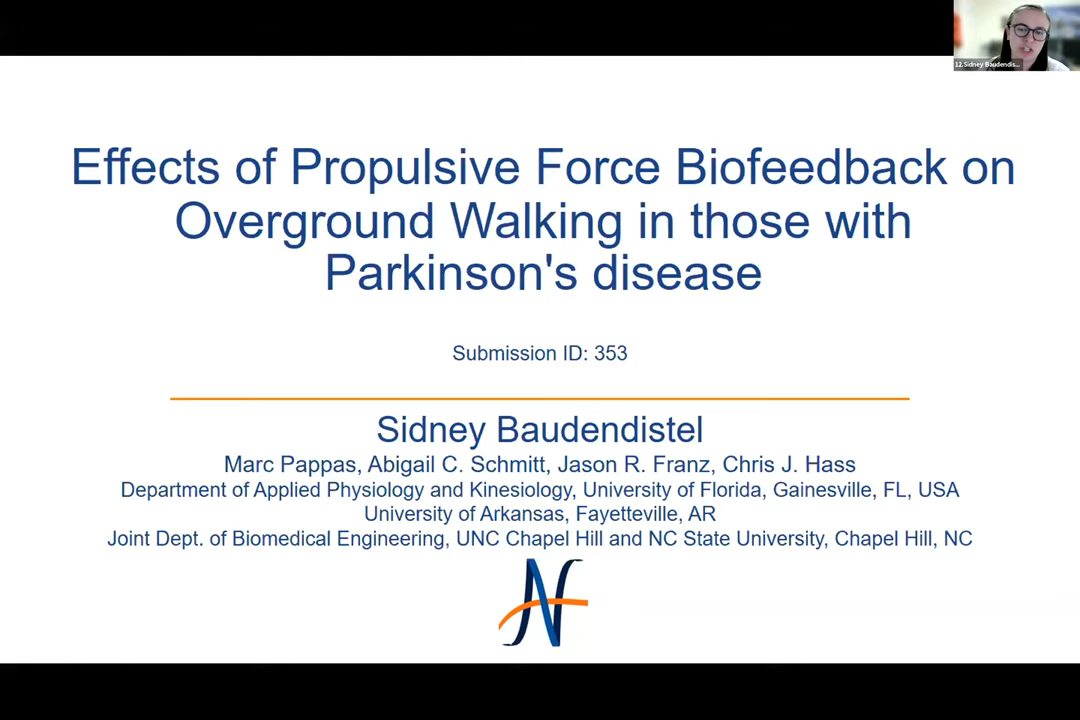 12.Sidney Baudendis...
Effects of Propulsive Force Biofeedback on
Overground Walking in those with
Parkinson's disease
Submission ID: 353
Sidney Baudendistel
Marc Pappas, Abigail C. Schmitt, Jason R. Franz, Chris J. Hass
Department of Applied Physiology and Kinesiology, University of Florida, Gainesville, FL, USA
University of Arkansas, Fayetteville, AR
Joint Dept. of Biomedical Engineering, UNC Chapel Hill and NC State University, Chapel Hill, NC